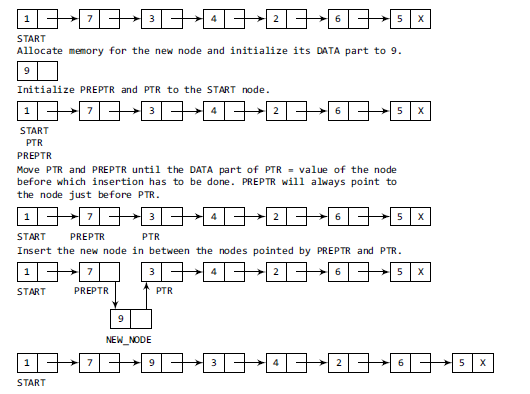 1 7 3 4 2 6 5 X
START
Allocate memory for the new node and initialize its DATA part to 9.
9
Initialize PREPTR and PTR to the START node.
1 7 3 4 2 6 5 X
START
PTR
PREPTR
Move PTR and PREPTR until the DATA part of PTR = value of the node
before which insertion has to be done. PREPTR will always point to
the node just before PTR.
1 7 3 4 2 6 5 X
START PREPTR PTR
Insert the new node in between the nodes pointed by PREPTR and PTR.
1 7 3 4 2 6 5 X
START PREPTR PTR
9
NEW_NODE
1 7 9 3 4 2 6 5 X
START